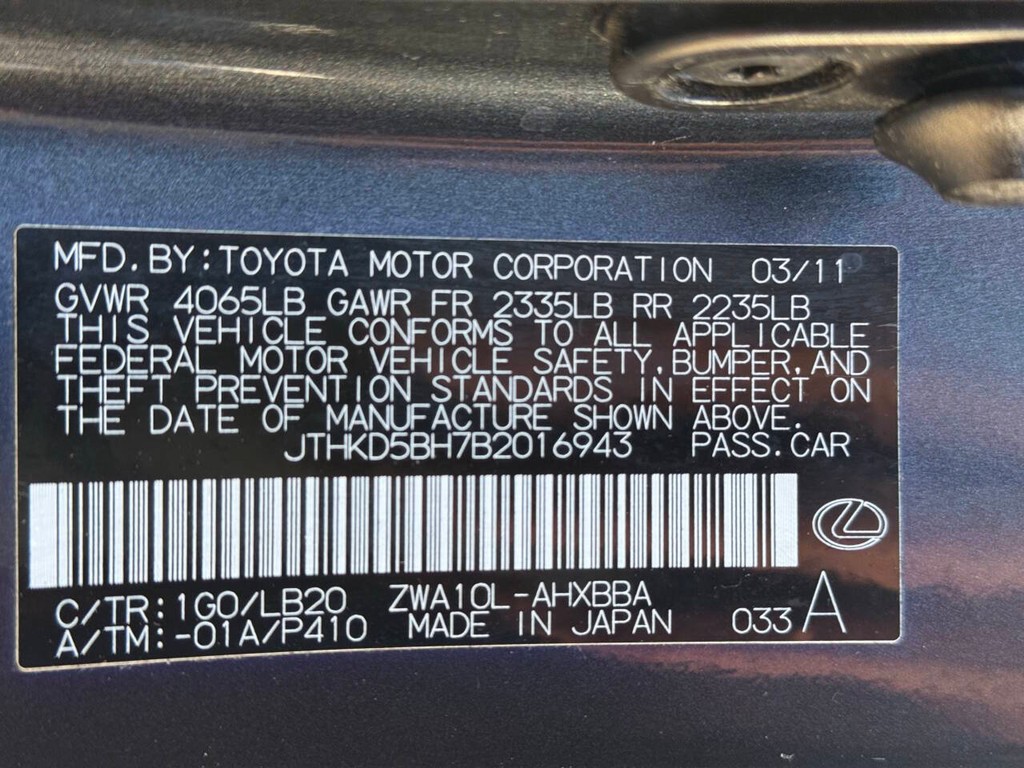 MFD. BY: TOYOTA MOTOR CORPORATION 03/11
GVWR 4065LB GAWR FR 2335LB RR 2235LB
THIS VEHICLE CONFORMS TO ALL APPLICABLE
FEDERAL MOTOR VEHICLE SAFETY, BUMPER, AND
THEFT PREVENTION STANDARDS IN EFFECT ON
THE DATE OF MANUFACTURE SHOWN ABOVE.
JTHKD5BH7B2016943 PASS. CAR
C/TR: 1G0/LB20 ZWA10L-AHXBBA
A/TM: -01A/P410 MADE IN JAPAN 033 A